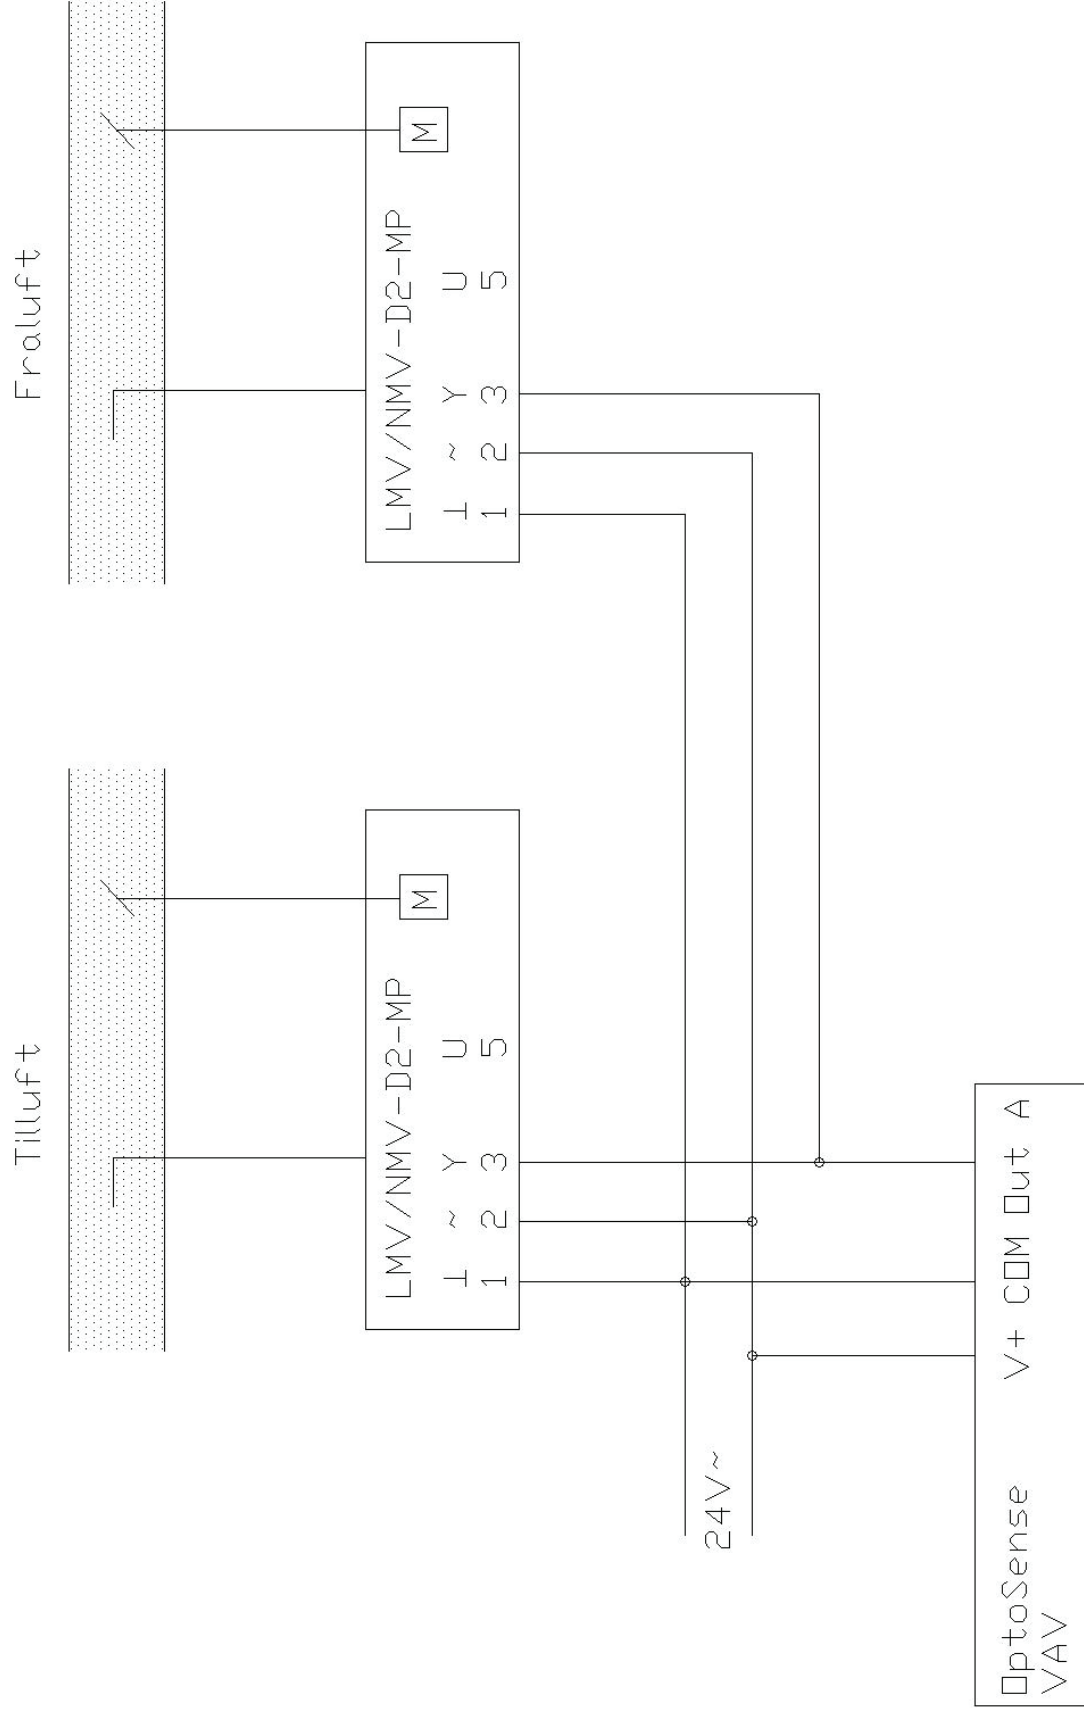 Tilluft
Fraluft
LMV/NMV-D2-MP
M
⊥ ~ Y U
1 2 3 5
LMV/NMV-D2-MP
M
⊥ ~ Y U
1 2 3 5
24V~
OptoSense V+ COM Out A
VAV